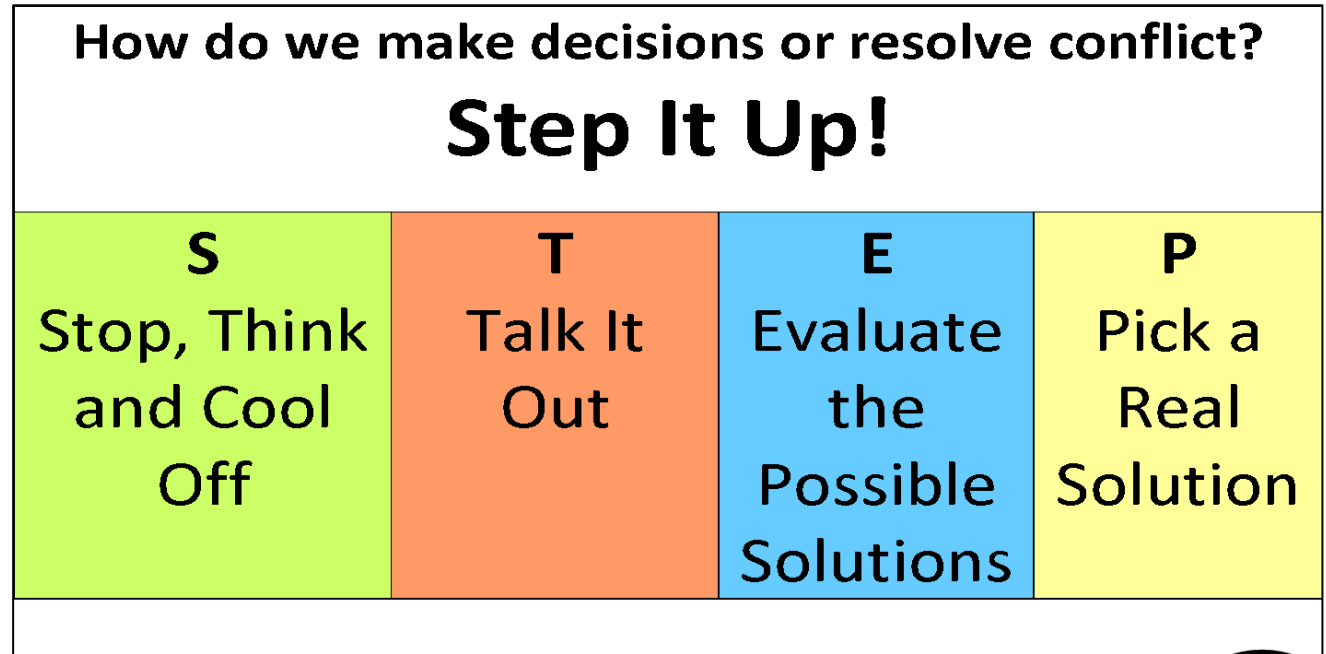 How do we make decisions or resolve conflict?
Step It Up!
S
Stop, Think
and Cool
Off
T
Talk It
Out
E
Evaluate
the
Possible
Solutions
P
Pick a
Real
Solution